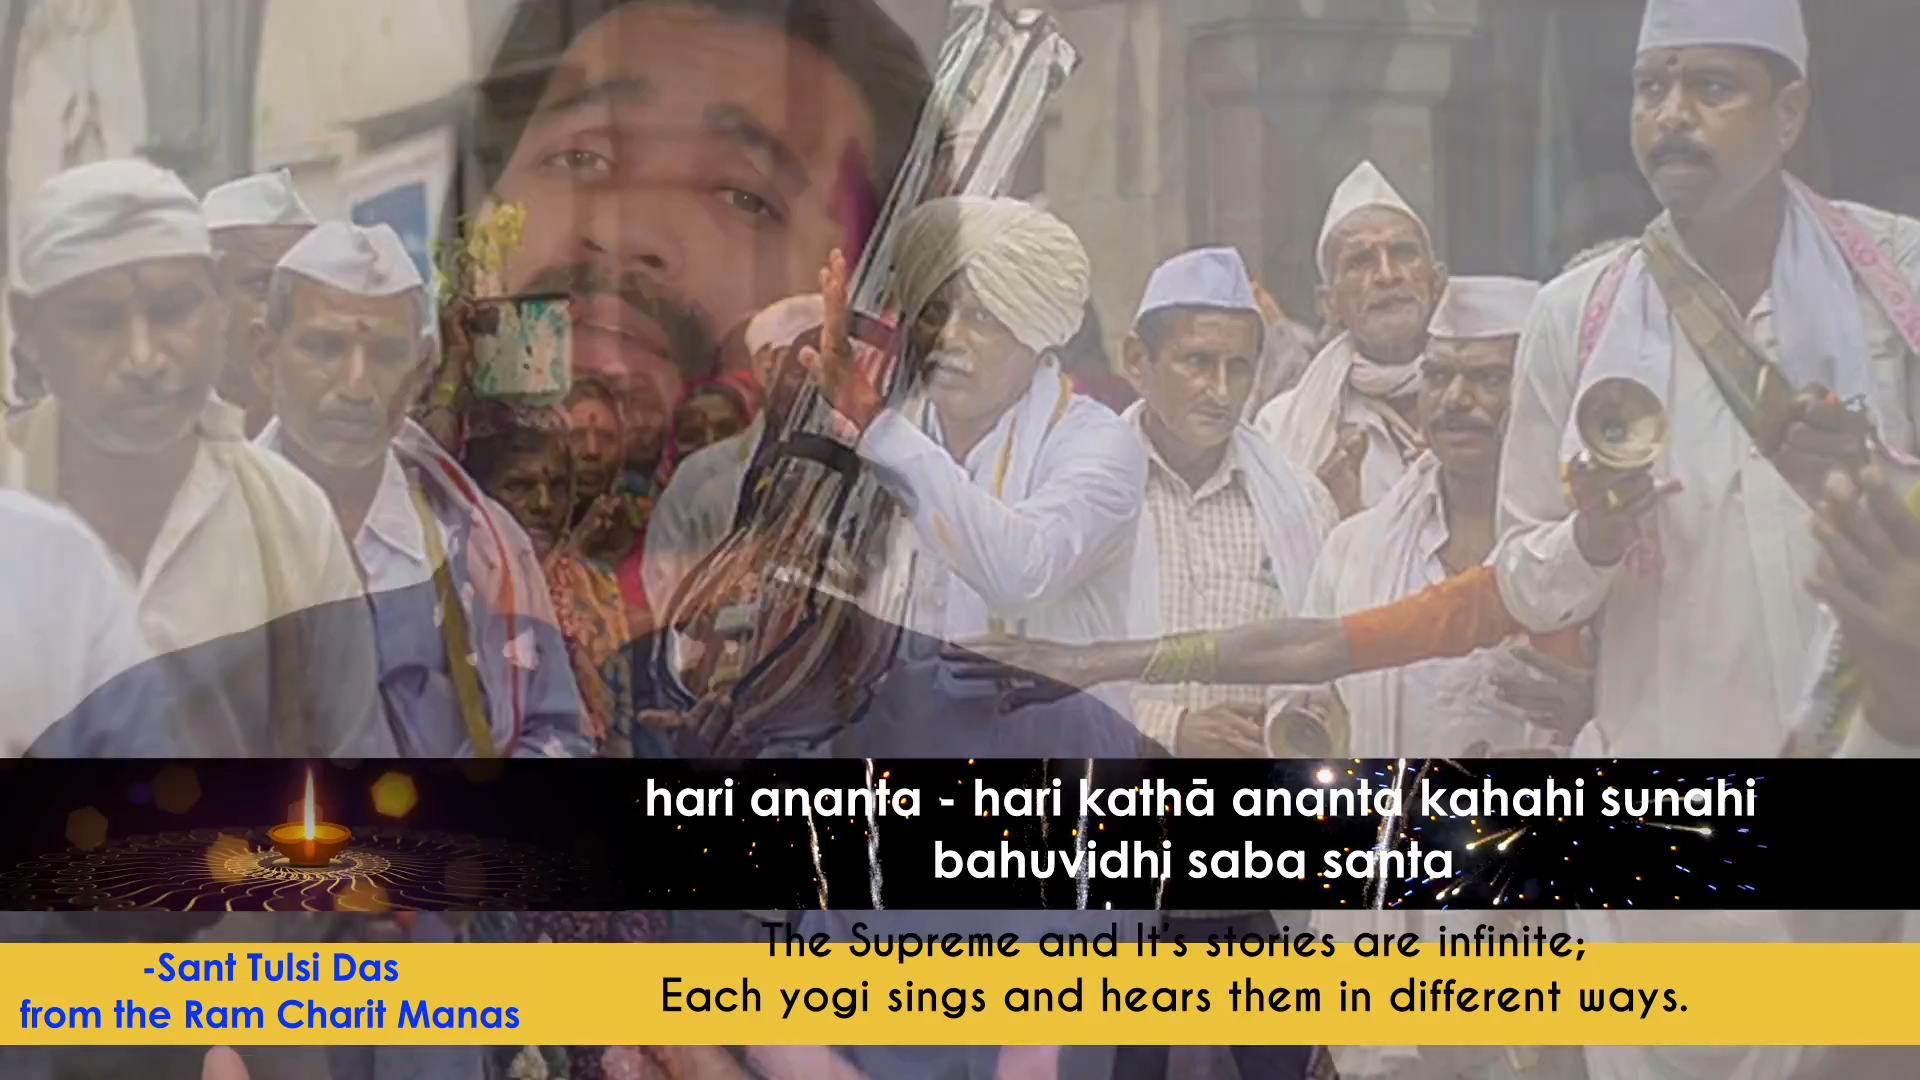 hari ananta - hari kathā ananta kahahi sunahi
bahuvidhi saba santa
The Supreme and It's stories are infinite;
Each yogi sings and hears them in different ways.
-Sant Tulsi Das
from the Ram Charit Manas